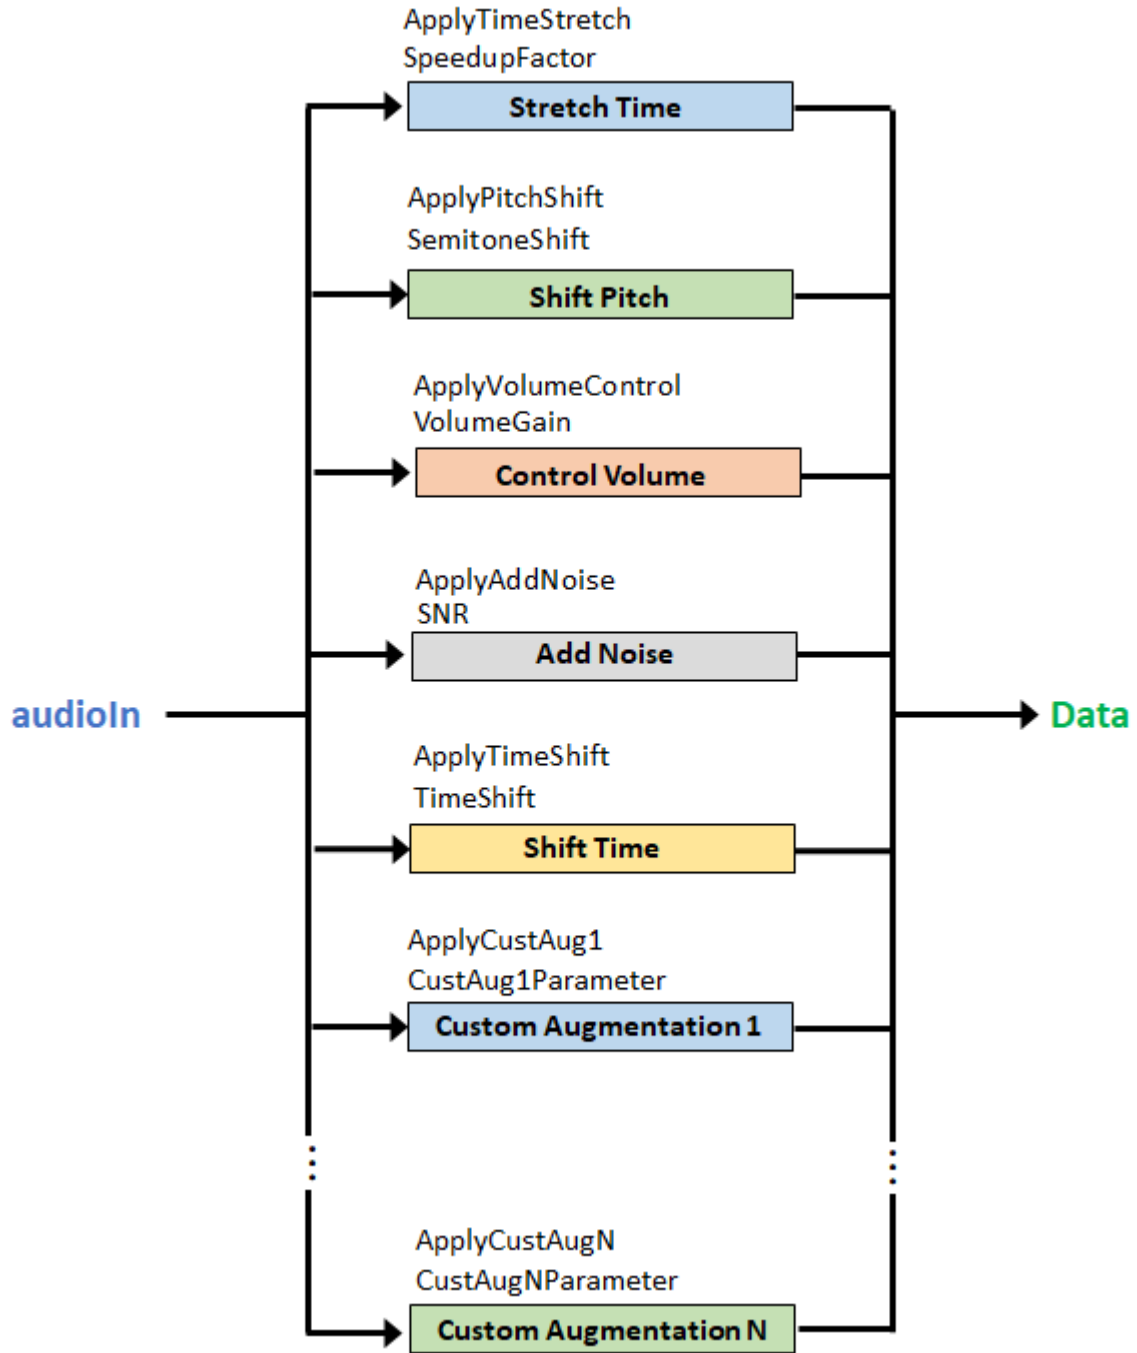 ApplyTimeStretch
SpeedupFactor
Stretch Time
ApplyPitchShift
SemitoneShift
Shift Pitch
ApplyVolumeControl
VolumeGain
Control Volume
ApplyAddNoise
SNR
Add Noise
audioIn
Data
ApplyTimeShift
TimeShift
Shift Time
ApplyCustAug1
CustAug1Parameter
Custom Augmentation 1
ApplyCustAugN
CustAugNParameter
Custom Augmentation N